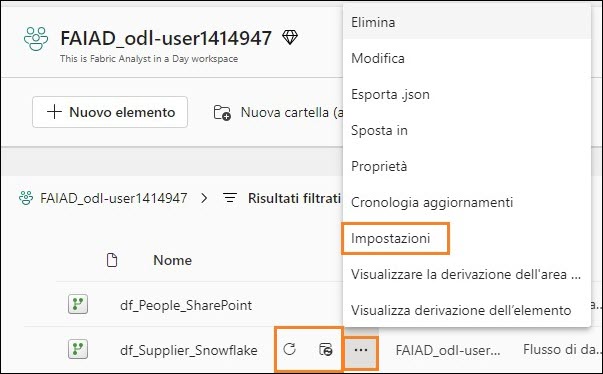 FAIAD_odl-user1414947
This is Fabric Analyst in a Day workspace
Nuovo elemento
Nuova cartella (a
FAIAD_odl-user1414947 > Risultati filtrati
Nome
df_People_SharePoint
df_Supplier_Snowflake
FAIAD_odl-user... Flusso di da...
Elimina
Modifica
Esporta .json
Sposta in
Proprietà
Cronologia aggiornamenti
Impostazioni
Visualizzare la derivazione dell'area ...
Visualizza derivazione dell’elemento